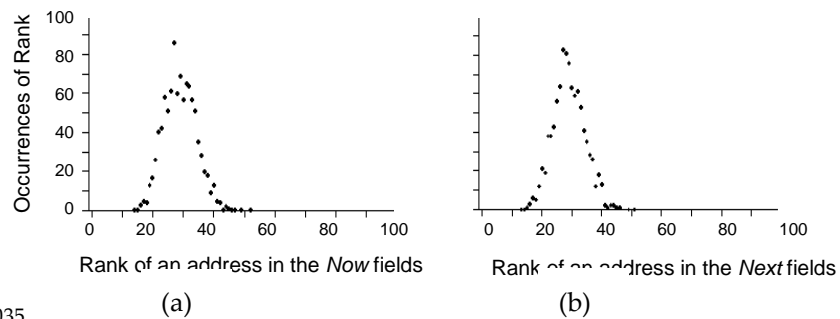 Occurrences of Rank
100
80
60
40
20
0
0 20 40 60 80 100
0 20 40 60 80 100
Rank of an address in the Now fields
Rank of an address in the Next fields
(a)
(b)